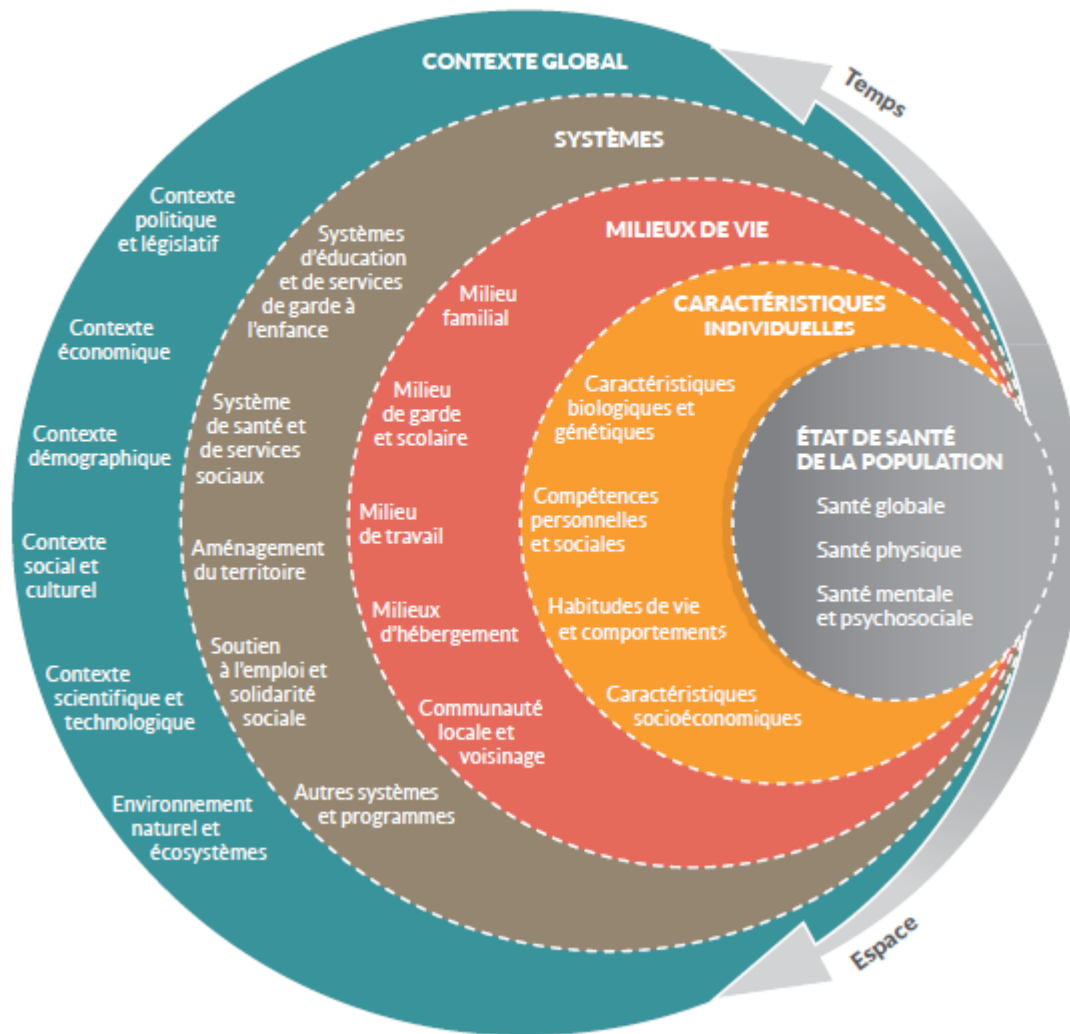 CONTEXTE GLOBAL
Contexte
politique
et législatif
Contexte
économique
Contexte
démographique
Contexte
social et
culturel
Contexte
scientifique et
technologique
Environnement
naturel et
écosystèmes
SYSTÈMES
Systèmes
d'éducation
et de services
de garde à
l'enfance
Système
de santé et
de services
sociaux
Aménagement
du territoire
Soutien
à l'emploi et
solidarité
sociale
Autres systèmes
et programmes
MILIEUX DE VIE
Milieu
familial
Milieu
de garde
et scolaire
Milieu
de travail
Milieux
d'hébergement
Communauté
locale et
voisinage
CARACTÉRISTIQUES
INDIVIDUELLES
Caractéristiques
biologiques et
génétiques
Compétences
personnelles
et sociales
Habitudes de vie
et comportements
Caractéristiques
socioéconomiques
ÉTAT DE SANTÉ
DE LA POPULATION
Santé globale
Santé physique
Santé mentale
et psychosociale
Temps
Espace